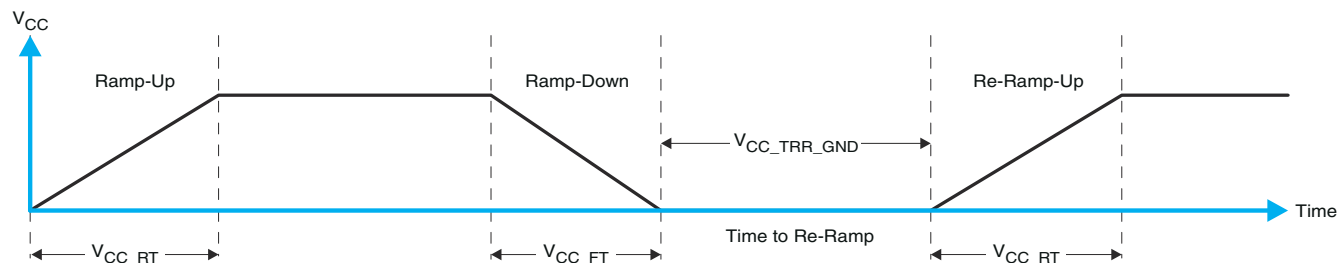 VCC
Ramp-Up
Ramp-Down
Re-Ramp-Up
VCC_TRR_GND
Time
Time to Re-Ramp
VCC_RT
VCC_FT
VCC_RT